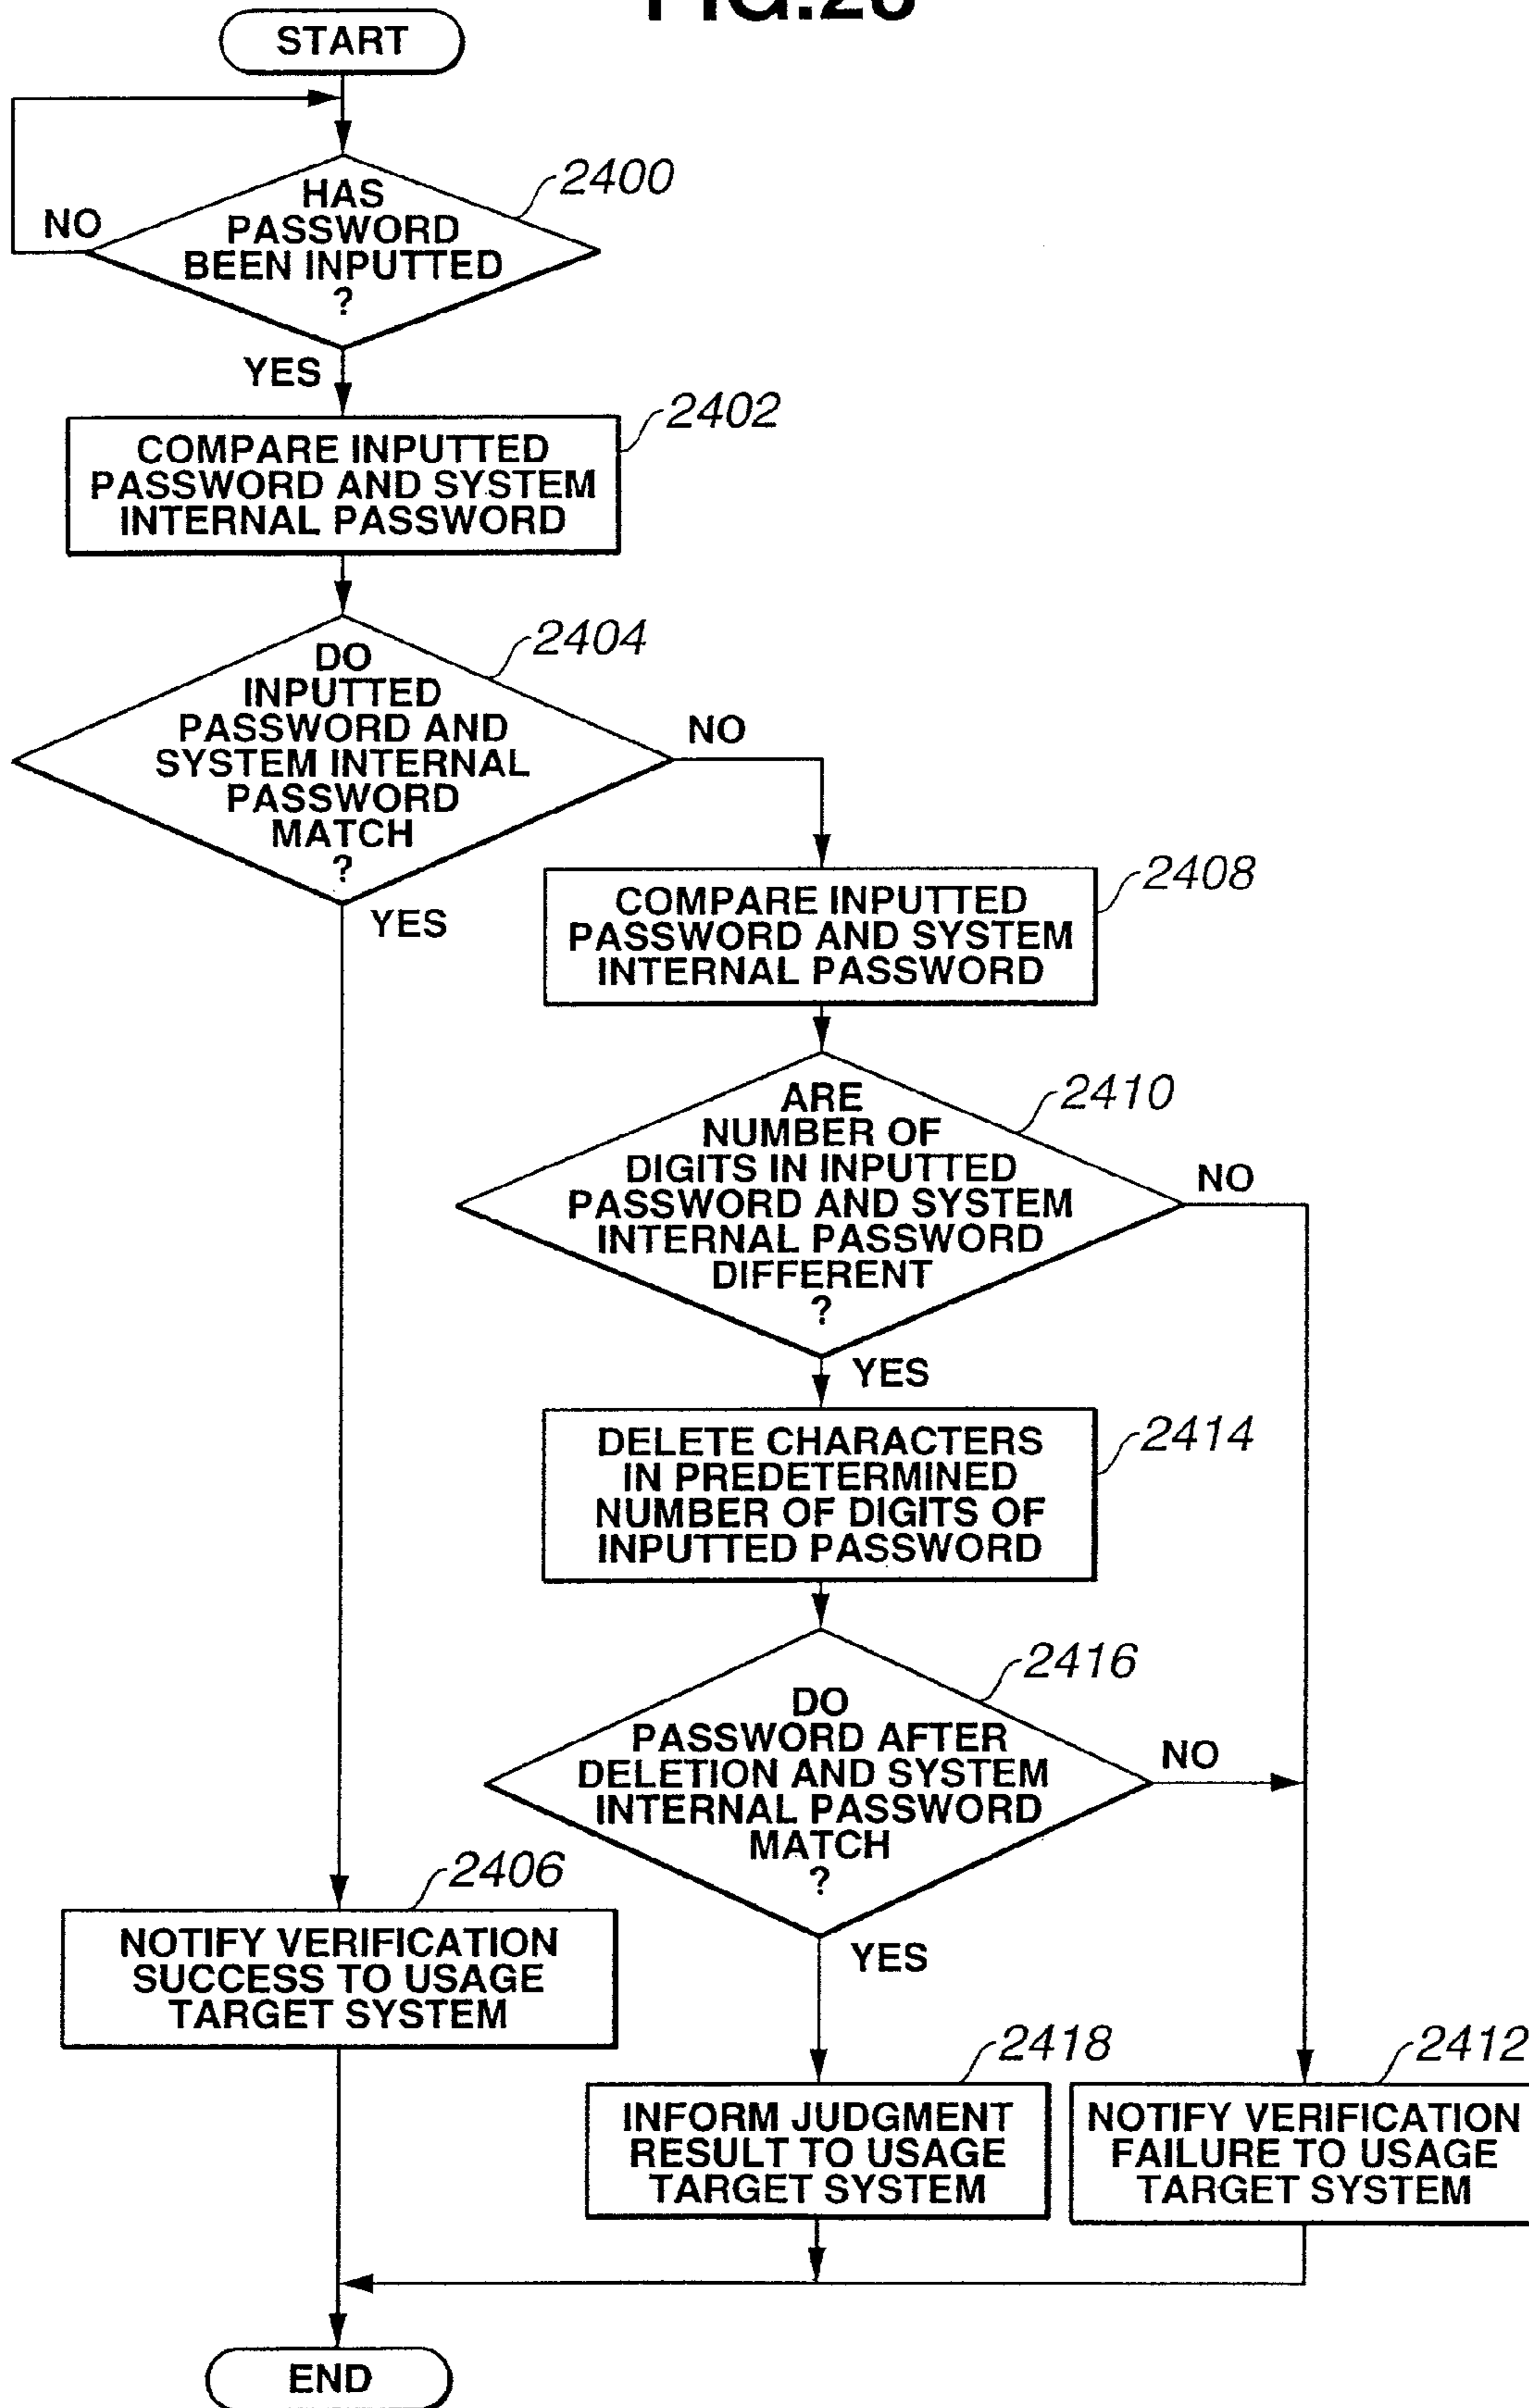 START
HAS
PASSWORD
BEEN INPUTTED
?
2400
NO
YES
COMPARE INPUTTED
PASSWORD AND SYSTEM
INTERNAL PASSWORD
2402
DO
INPUTTED
PASSWORD AND
SYSTEM INTERNAL
PASSWORD
MATCH
?
2404
NO
YES
COMPARE INPUTTED
PASSWORD AND SYSTEM
INTERNAL PASSWORD
2408
ARE
NUMBER OF
DIGITS IN INPUTTED
PASSWORD AND SYSTEM
INTERNAL PASSWORD
DIFFERENT
?
2410
NO
YES
DELETE CHARACTERS
IN PREDETERMINED
NUMBER OF DIGITS OF
INPUTTED PASSWORD
2414
DO
PASSWORD AFTER
DELETION AND SYSTEM
INTERNAL PASSWORD
MATCH
?
2416
NO
YES
2406
NOTIFY VERIFICATION
SUCCESS TO USAGE
TARGET SYSTEM
2418
INFORM JUDGMENT
RESULT TO USAGE
TARGET SYSTEM
2412
NOTIFY VERIFICATION
FAILURE TO USAGE
TARGET SYSTEM
END